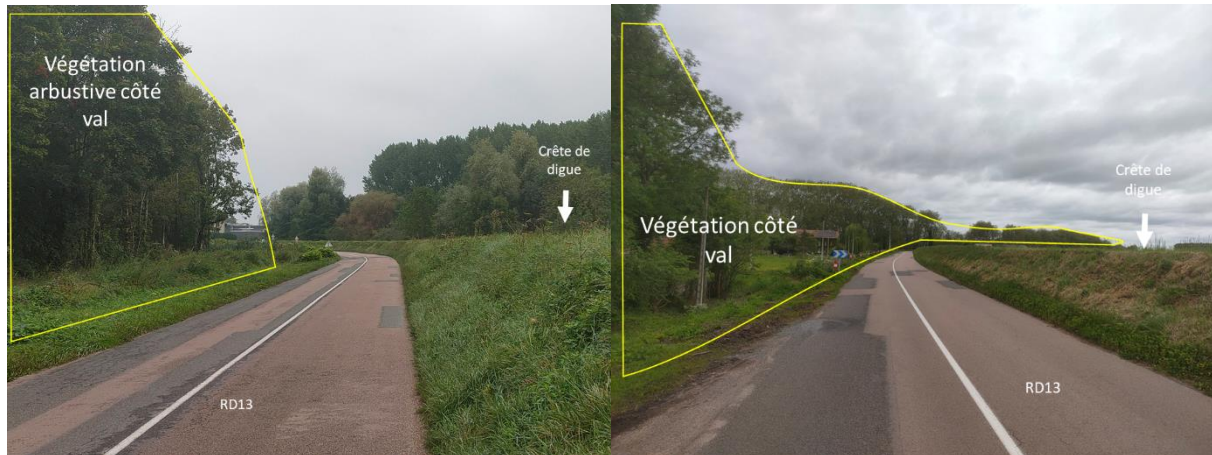 Végétation
arbustive côté
val
Crête de
digue
RD13
Végétation côté
val
Crête de
digue
RD13